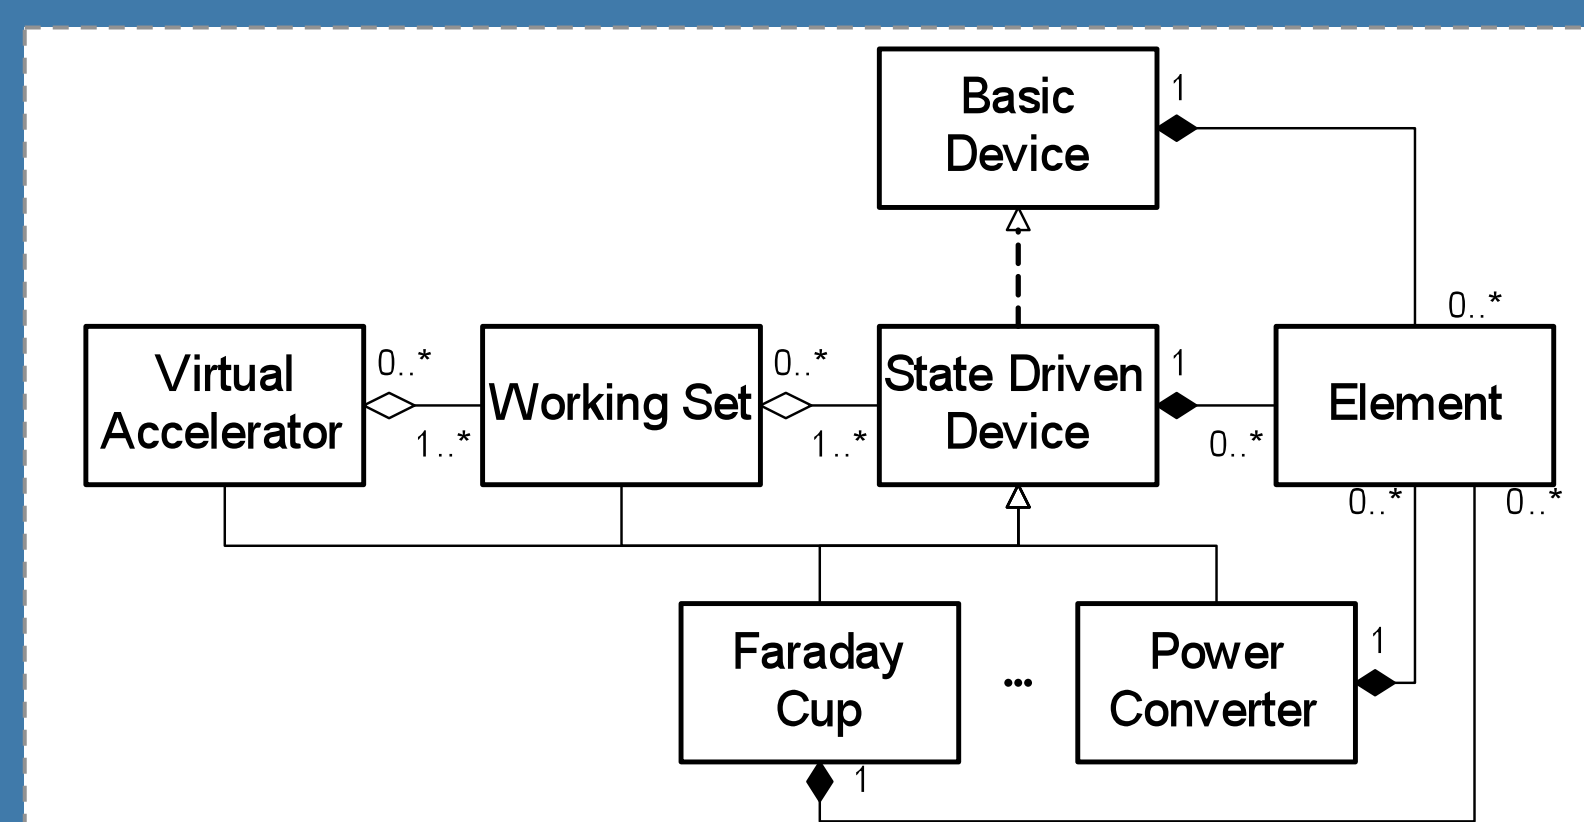 Basic
Device
1
0..*
Virtual
Accelerator
0..*
1..*
Working Set
0..*
1..*
State Driven
Device
1
0..*
Element
0..*
0..*
Faraday
Cup
1
...
Power
Converter
1